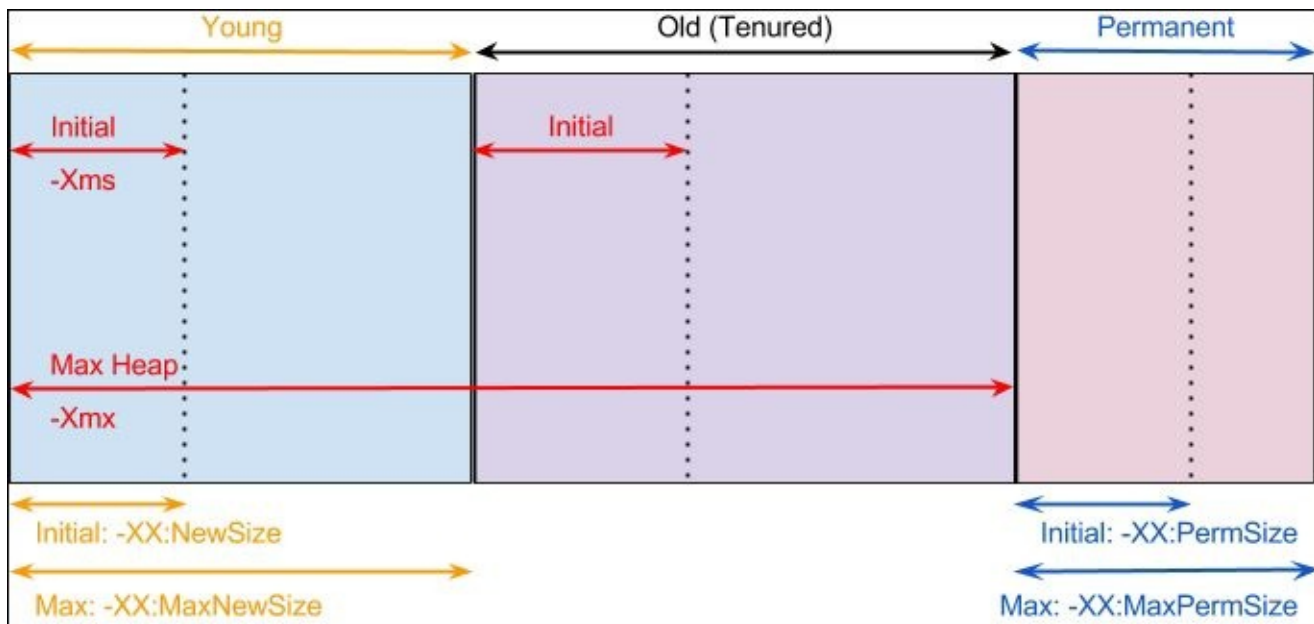 Young
Old (Tenured)
Permanent
Initial
-Xms
Initial
Max Heap
-Xmx
Initial: -XX:NewSize
Initial: -XX:PermSize
Max: -XX:MaxNewSize
Max: -XX:MaxPermSize